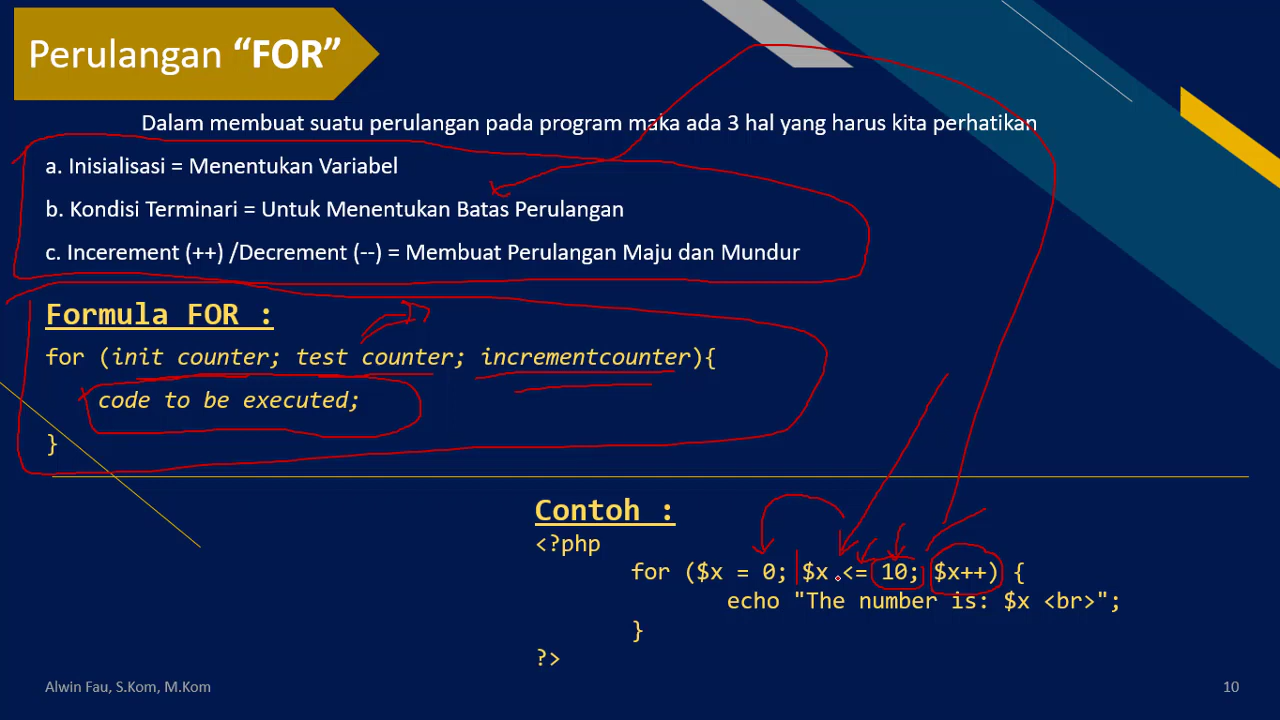 Perulangan “FOR”
Dalam membuat suatu perulangan pada program maka ada 3 hal yang harus kita perhatikan
a. Inisialisasi = Menentukan Variabel
b. Kondisi Terminari = Untuk Menentukan Batas Perulangan
c. Incerement (++) /Decrement (--) = Membuat Perulangan Maju dan Mundur
Formula FOR :
for (init counter; test counter; incrementcounter){
code to be executed;
}
Contoh :
<?php
for ($x = 0; $x <= 10; $x++) {
echo "The number is: $x <br>";
}
?>
Alwin Fau, S.Kom, M.Kom
10